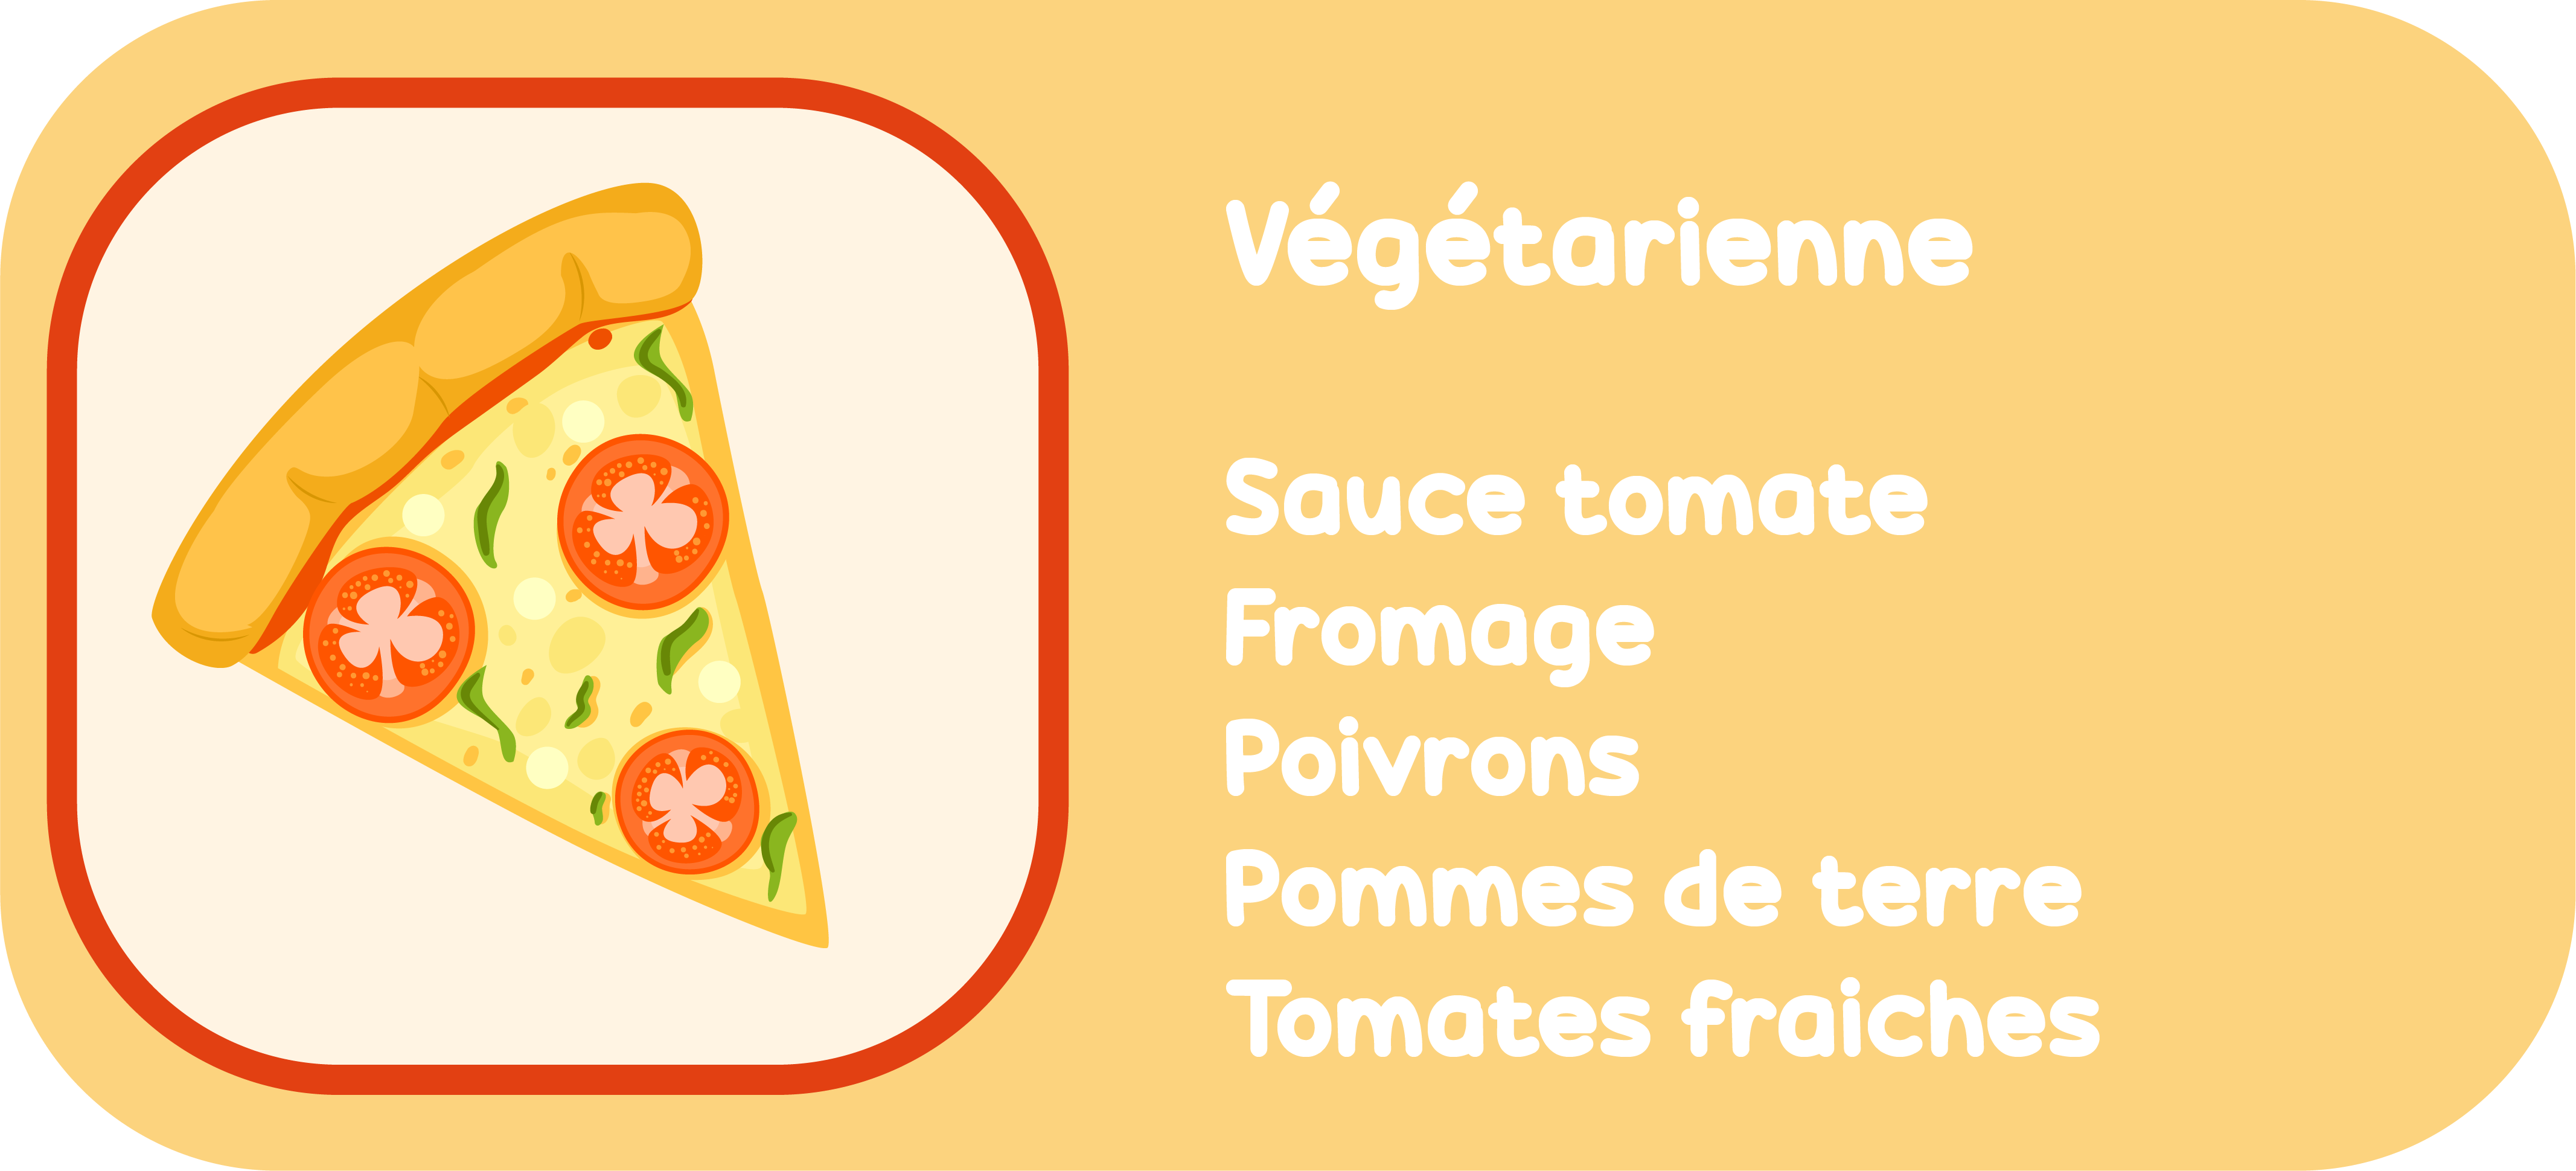 Végétarienne
Sauce tomate
Fromage
Poivrons
Pommes de terre
Tomates fraiches